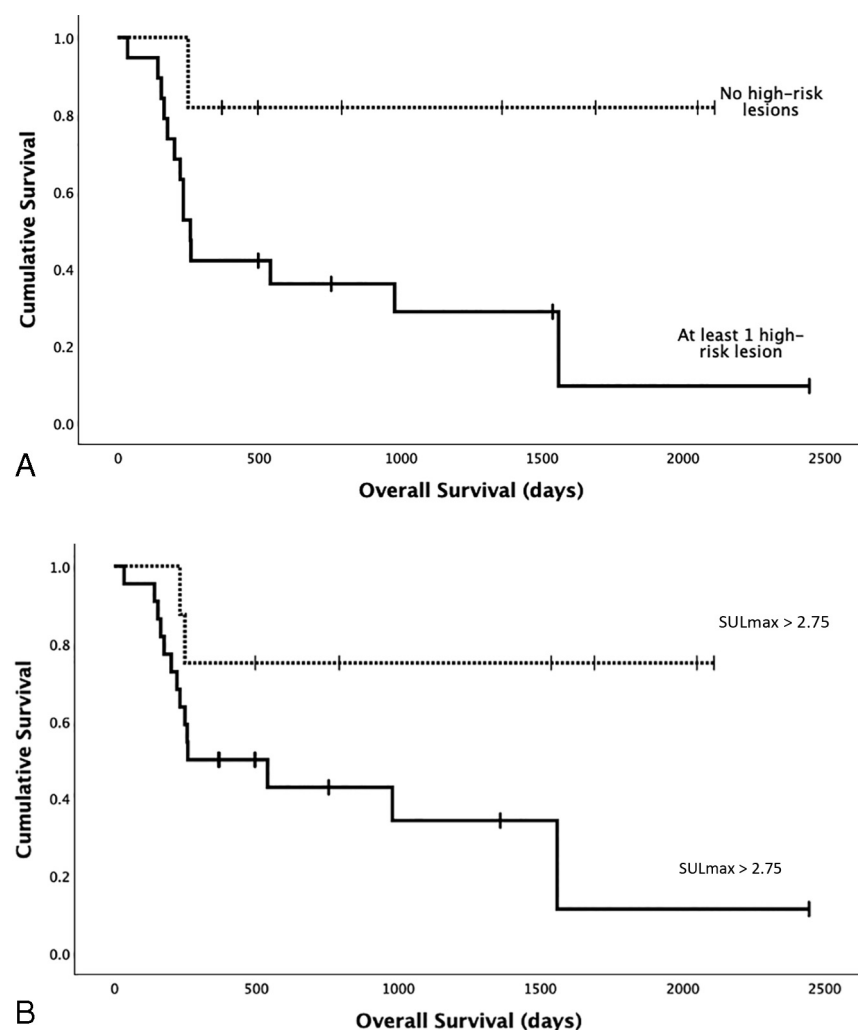 1.0
0.8
0.6
0.4
0.2
0.0
Cumulative Survival
No high–risk
lesions
At least 1 high–
risk lesion
0 500 1000 1500 2000 2500
Overall Survival (days)
A
1.0
0.8
0.6
0.4
0.2
0.0
Cumulative Survival
SULmax > 2.75
SULmax > 2.75
0 500 1000 1500 2000 2500
Overall Survival (days)
B